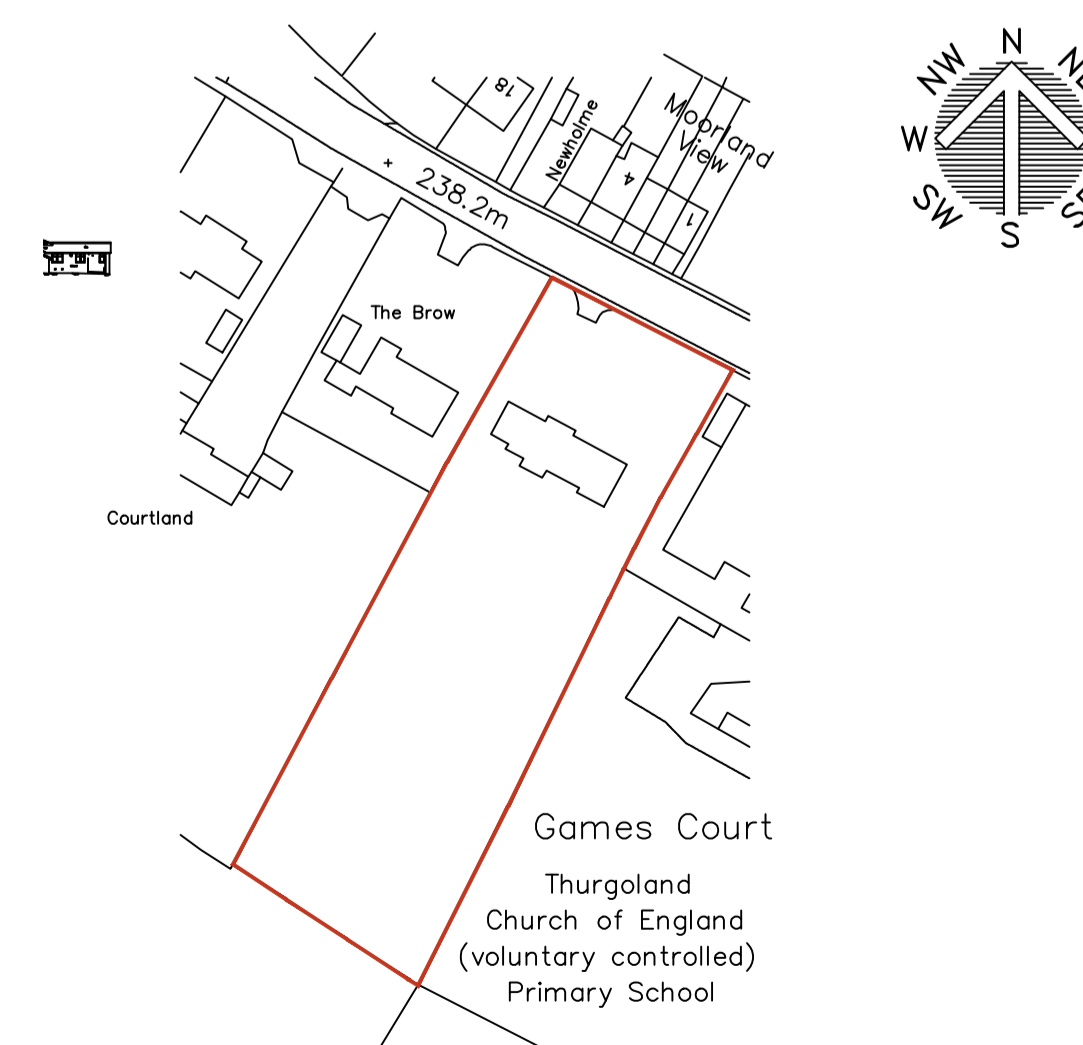 N
NW
W
SW
S
18
Newholme
Moorland
View
4
1
238.2m
The Brow
Courtland
Games Court
Thurgoland
Church of England
(voluntary controlled)
Primary School